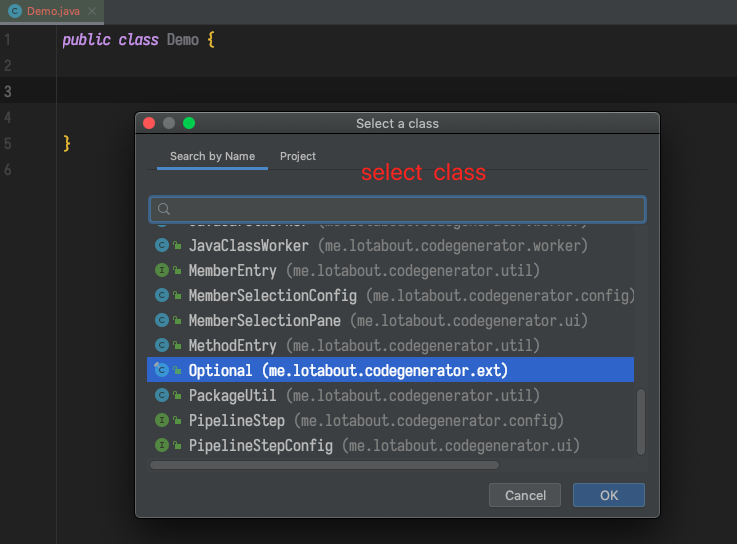 Demo.java
1 public class Demo {
2
3
4
5 }
6
Select a class
Search by Name Project
select class
JavaClassWorker (me.lotabout.codegenerator.worker)
MemberEntry (me.lotabout.codegenerator.util)
MemberSelectionConfig (me.lotabout.codegenerator.config)
MemberSelectionPane (me.lotabout.codegenerator.ui)
MethodEntry (me.lotabout.codegenerator.util)
Optional (me.lotabout.codegenerator.ext)
PackageUtil (me.lotabout.codegenerator.util)
PipelineStep (me.lotabout.codegenerator.config)
PipelineStepConfig (me.lotabout.codegenerator.ui)
Cancel OK